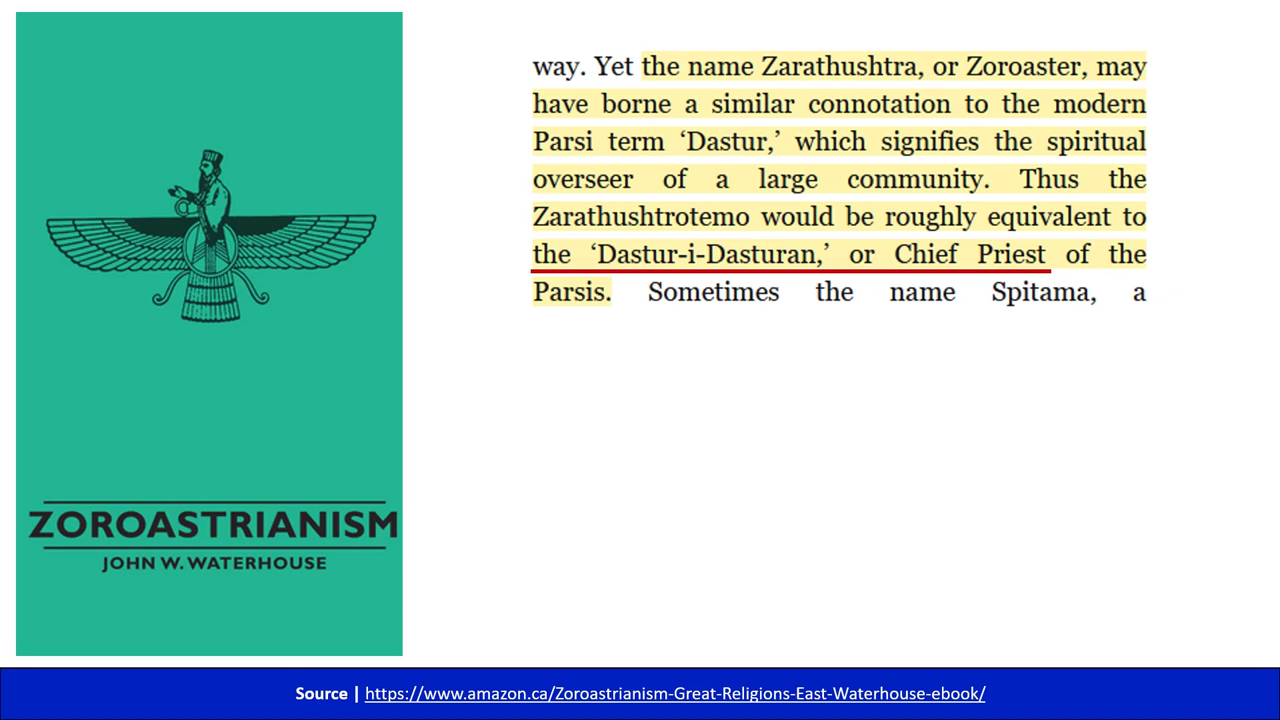 ZOROASTRIANISM
JOHN W. WATERHOUSE
way. Yet the name Zarathushtra, or Zoroaster, may
have borne a similar connotation to the modern
Parsi term ‘Dastur,’ which signifies the spiritual
overseer of a large community. Thus the
Zarathushtrotemo would be roughly equivalent to
the ‘Dastur-i-Dasturan,’ or Chief Priest of the
Parsis. Sometimes the name Spitama, a
Source | https://www.amazon.ca/Zoroastrianism-Great-Religions-East-Waterhouse-ebook/